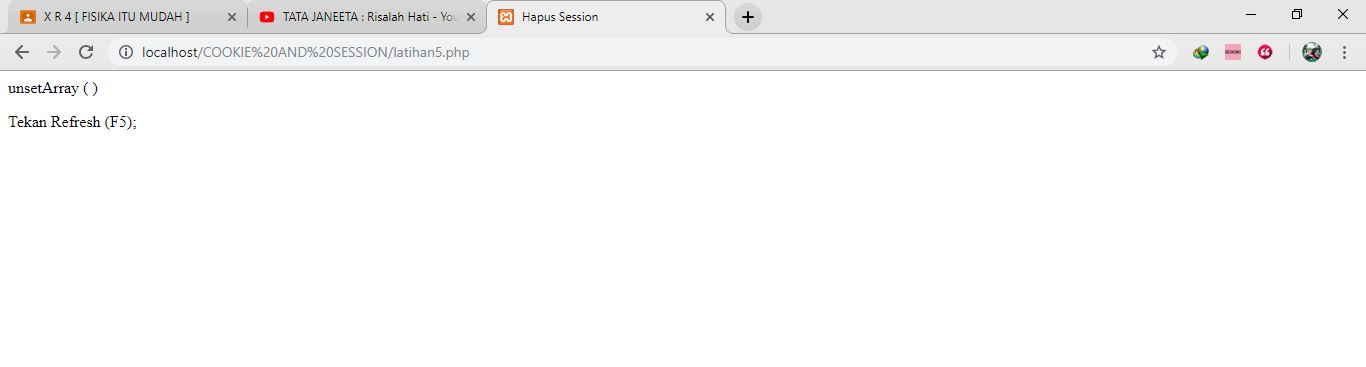 X R 4 [ FISIKA ITU MUDAH ]
TATA JANEETA : Risalah Hati - You
Hapus Session
localhost/COOKIE%20AND%20SESSION/latihan5.php
unsetArray ( )
Tekan Refresh (F5);